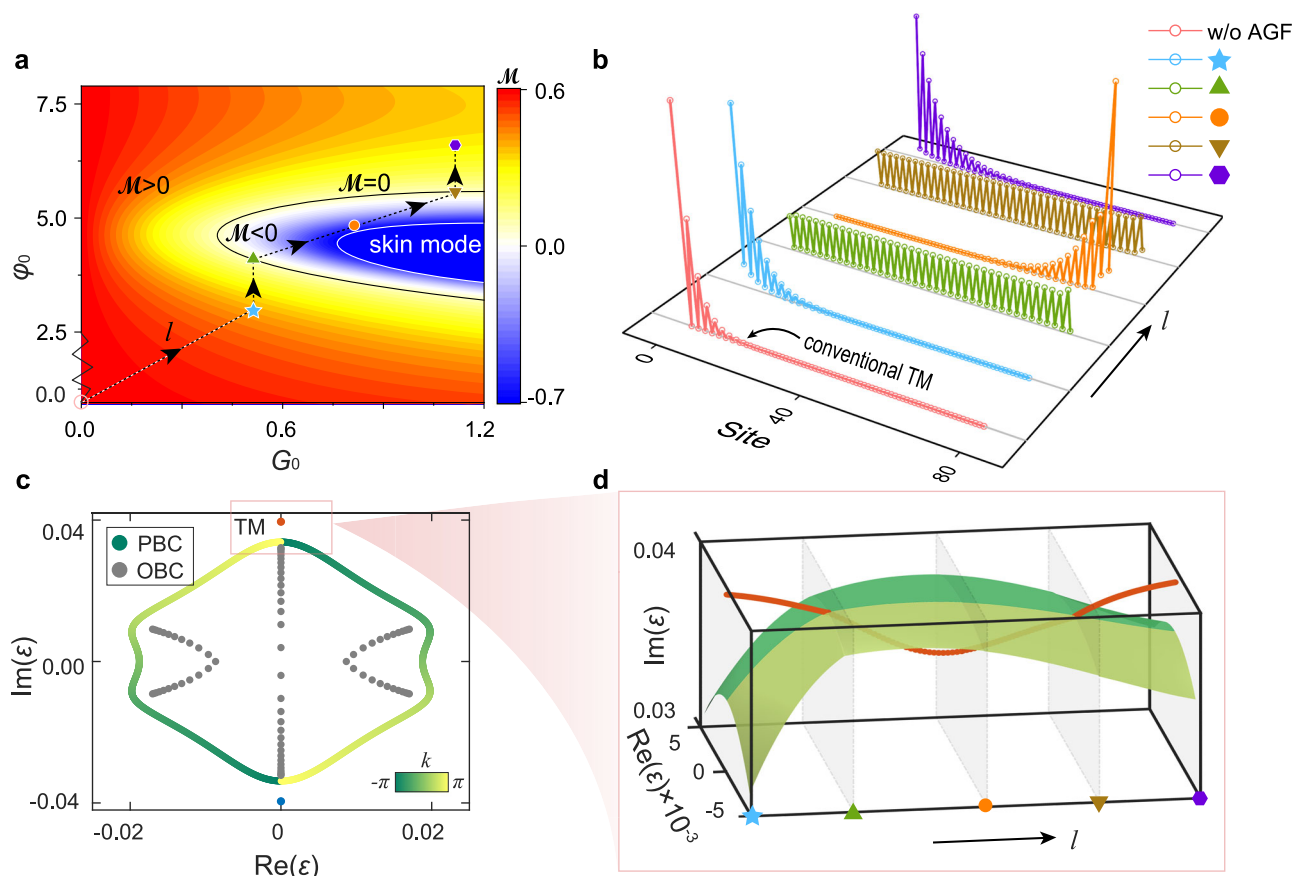 a
ℳ
0.6
0.0
-0.7
7.5
5.0
2.5
0.0
φ₀
ℳ>0
ℳ=0
ℳ<0
skin mode
l
0.0
0.6
1.2
G₀
b
w/o AGF
conventional TM
l
0
40
80
Site
c
0.04
0.00
-0.04
Im(ε)
TM
PBC
OBC
k
-π
π
-0.02
0
0.02
Re(ε)
d
0.04
0.03
Im(ε)
5
0
-5
Re(ε)×10⁻³
l